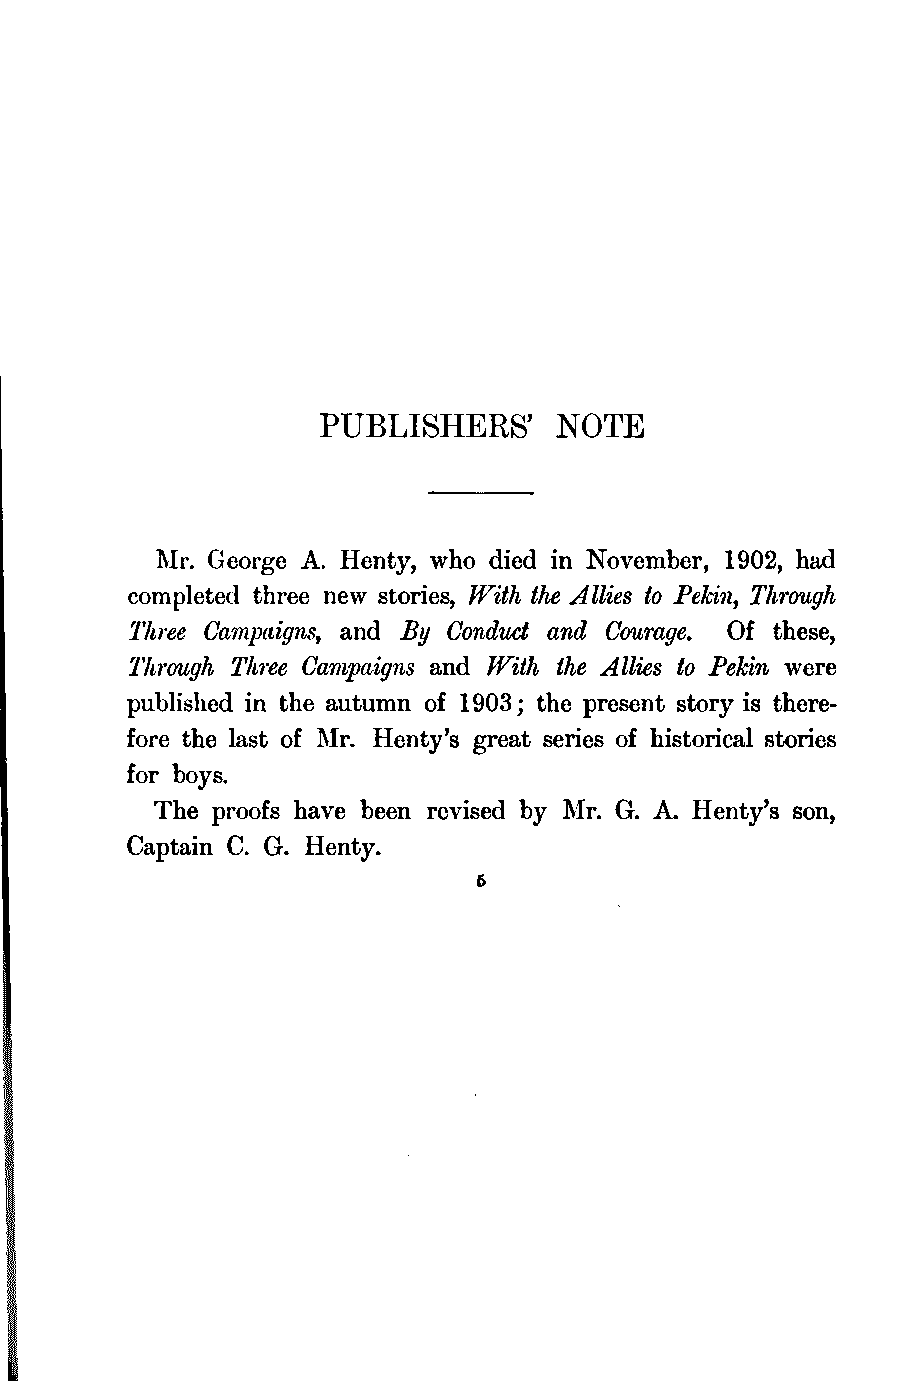 PUBLISHERS' NOTE
Mr. George A. Henty, who died in November, 1902, had
completed three new stories, With the Allies to Pekin, Through
Three Campaigns, and By Conduct and Courage. Of these,
Through Three Campaigns and With the Allies to Pekin were
published in the autumn of 1903; the present story is there-
fore the last of Mr. Henty's great series of historical stories
for boys.
The proofs have been revised by Mr. G. A. Henty's son,
Captain C. G. Henty.
5